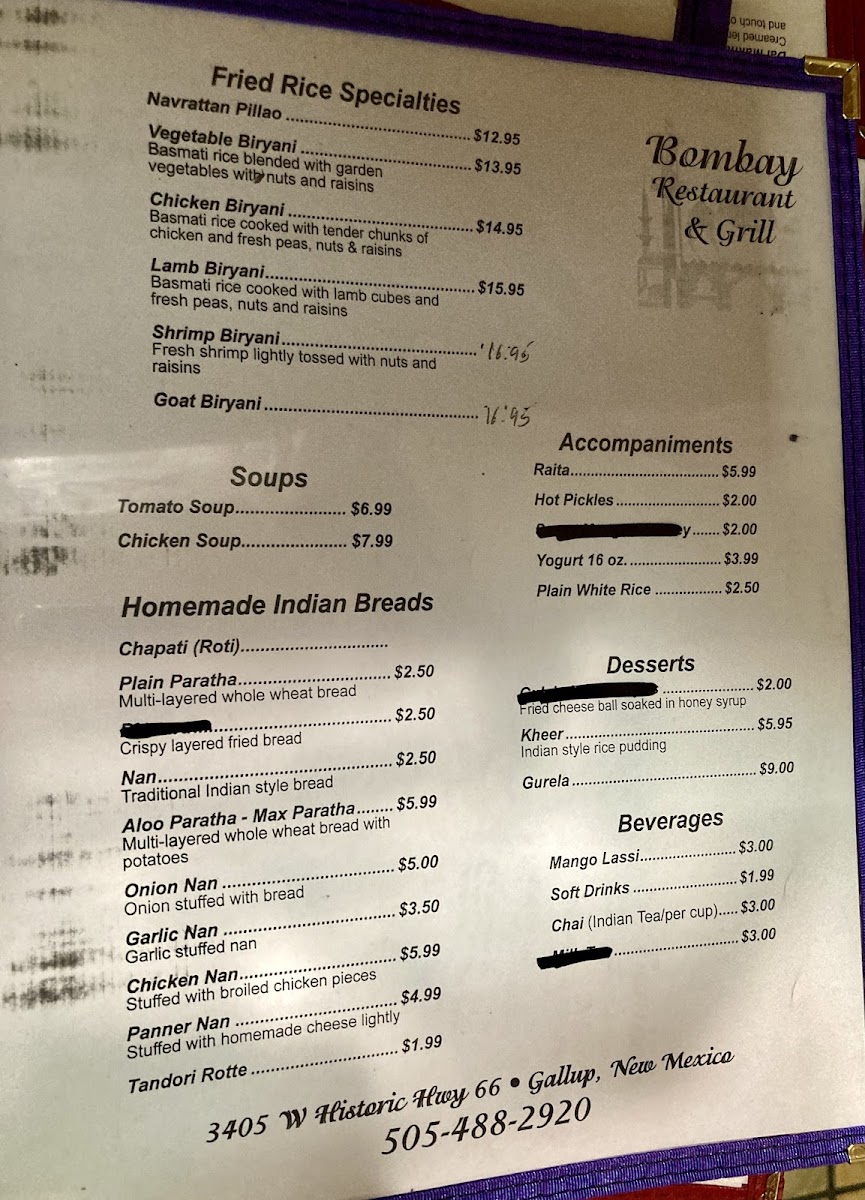 Fried Rice Specialties
Navrattan Pillao ........ $12.95
Vegetable Biryani ........ $13.95
Basmati rice blended with garden
vegetables with nuts and raisins
Chicken Biryani ........ $14.95
Basmati rice cooked with tender chunks of
chicken and fresh peas, nuts & raisins
Lamb Biryani........ $15.95
Basmati rice cooked with lamb cubes and
fresh peas, nuts and raisins
Shrimp Biryani........ 16.95
Fresh shrimp lightly tossed with nuts and
raisins
Goat Biryani ........ 16.95
Soups
Tomato Soup........ $6.99
Chicken Soup........ $7.99
Homemade Indian Breads
Chapati (Roti)........
Plain Paratha........ $2.50
Multi-layered whole wheat bread
........ $2.50
Crispy layered fried bread
Nan........ $2.50
Traditional Indian style bread
Aloo Paratha - Max Paratha........ $5.99
Multi-layered whole wheat bread with
potatoes
Onion Nan ........ $5.00
Onion stuffed with bread
Garlic Nan ........ $3.50
Garlic stuffed nan
Chicken Nan........ $5.99
Stuffed with broiled chicken pieces
Panner Nan ........ $4.99
Stuffed with homemade cheese lightly
Tandori Rotte ........ $1.99
Bombay
Restaurant
& Grill
Accompaniments
Raita........ $5.99
Hot Pickles ........ $2.00
y....... $2.00
Yogurt 16 oz. ........ $3.99
Plain White Rice ........ $2.50
Desserts
........ $2.00
Fried cheese ball soaked in honey syrup
Kheer ........ $5.95
Indian style rice pudding
Gurela ........ $9.00
Beverages
Mango Lassi........ $3.00
Soft Drinks ........ $1.99
Chai (Indian Tea/per cup)..... $3.00
........ $3.00
3405 W Historic Hwy 66 • Gallup, New Mexico
505-488-2920
and touch o
Creamed len